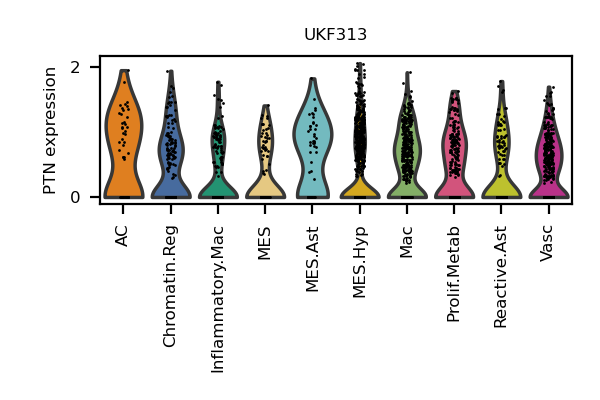 UKF313
PTN expression
2
0
AC
Chromatin.Reg
Inflammatory.Mac
MES
MES.Ast
MES.Hyp
Mac
Prolif.Metab
Reactive.Ast
Vasc